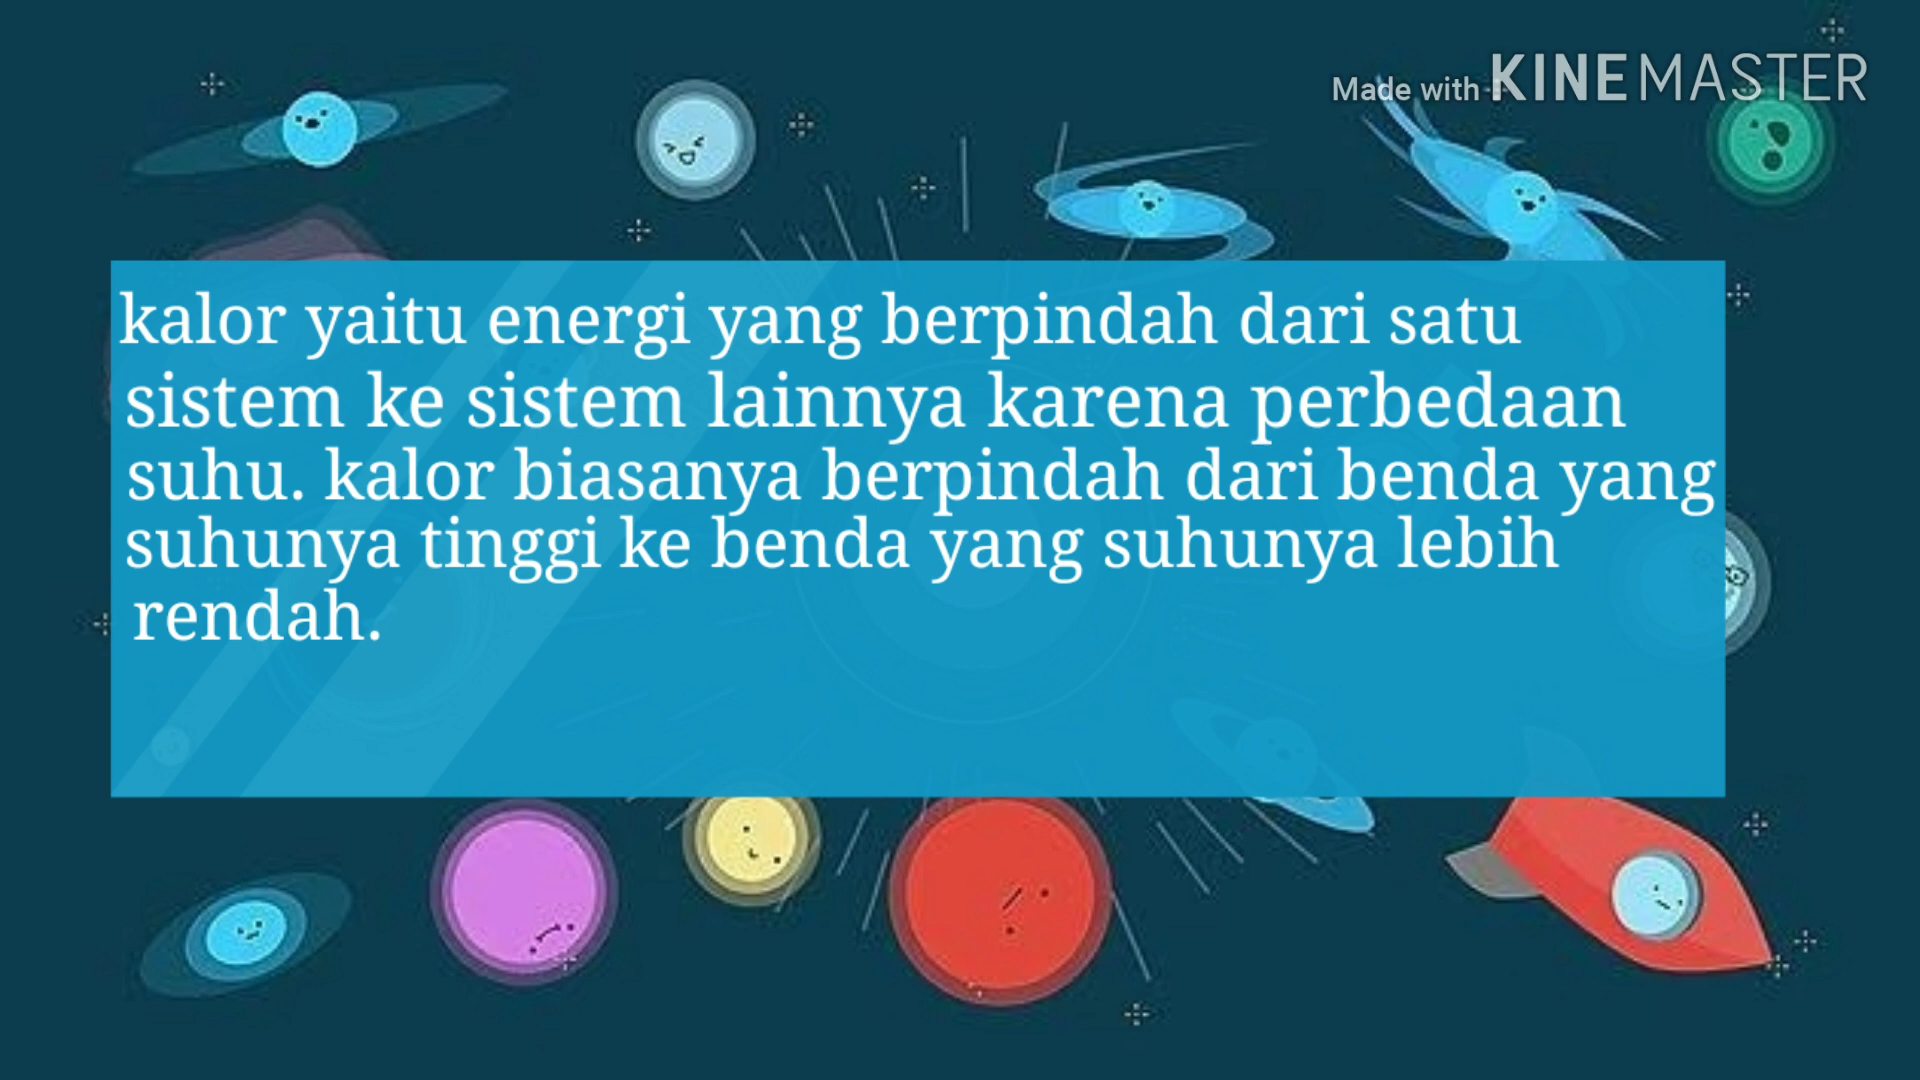 Made with KINEMASTER
kalor yaitu energi yang berpindah dari satu
sistem ke sistem lainnya karena perbedaan
suhu. kalor biasanya berpindah dari benda yang
suhunya tinggi ke benda yang suhunya lebih
rendah.